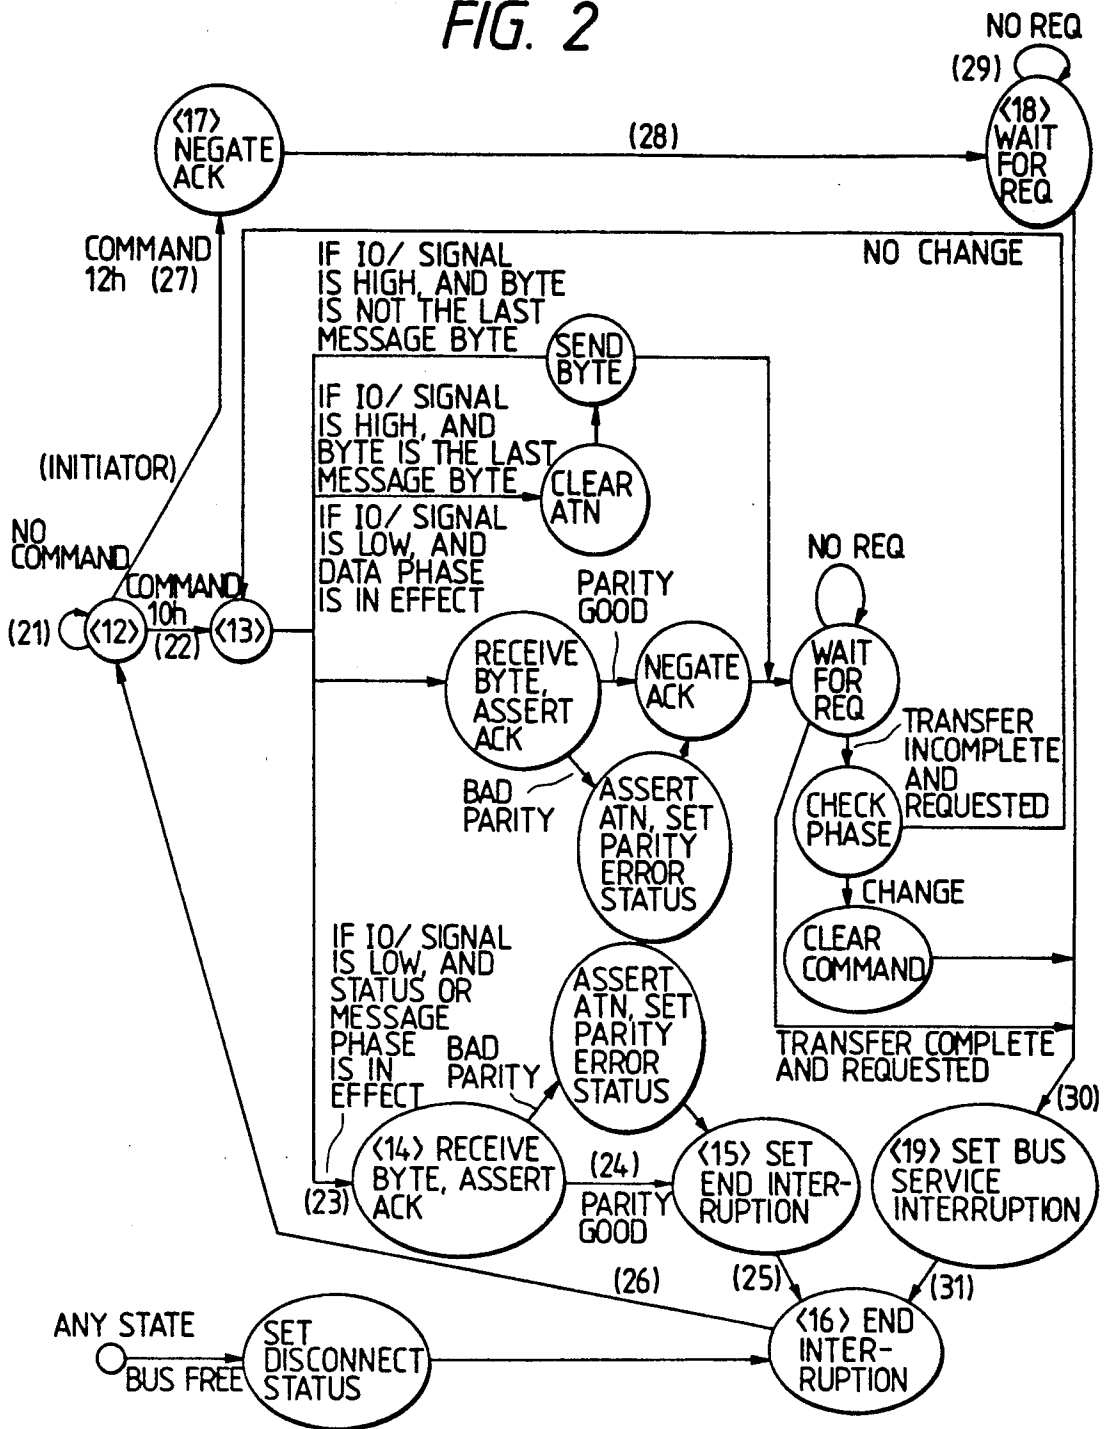 FIG. 2
NO REQ
(29)
<17>
NEGATE
ACK
(28)
<18>
WAIT
FOR
REQ
COMMAND
12h (27)
NO CHANGE
IF IO/ SIGNAL
IS HIGH, AND BYTE
IS NOT THE LAST
MESSAGE BYTE
SEND
BYTE
IF IO/ SIGNAL
IS HIGH, AND
BYTE IS THE LAST
MESSAGE BYTE
CLEAR
ATN
(INITIATOR)
IF IO/ SIGNAL
IS LOW, AND
DATA PHASE
IS IN EFFECT
NO
COMMAND
COMMAND
10h
(21)
<12>
(22)
<13>
PARITY
GOOD
NO REQ
RECEIVE
BYTE,
ASSERT
ACK
NEGATE
ACK
WAIT
FOR
REQ
TRANSFER
INCOMPLETE
AND
REQUESTED
BAD
PARITY
ASSERT
ATN, SET
PARITY
ERROR
STATUS
CHECK
PHASE
CHANGE
CLEAR
COMMAND
IF IO/ SIGNAL
IS LOW, AND
STATUS OR
MESSAGE
PHASE
IS IN
EFFECT
BAD
PARITY
ASSERT
ATN, SET
PARITY
ERROR
STATUS
TRANSFER COMPLETE
AND REQUESTED
(30)
(23)
<14> RECEIVE
BYTE, ASSERT
ACK
(24)
PARITY
GOOD
<15> SET
END INTER-
RUPTION
<19> SET BUS
SERVICE
INTERRUPTION
(26)
(25)
(31)
ANY STATE
BUS FREE
SET
DISCONNECT
STATUS
<16> END
INTER-
RUPTION